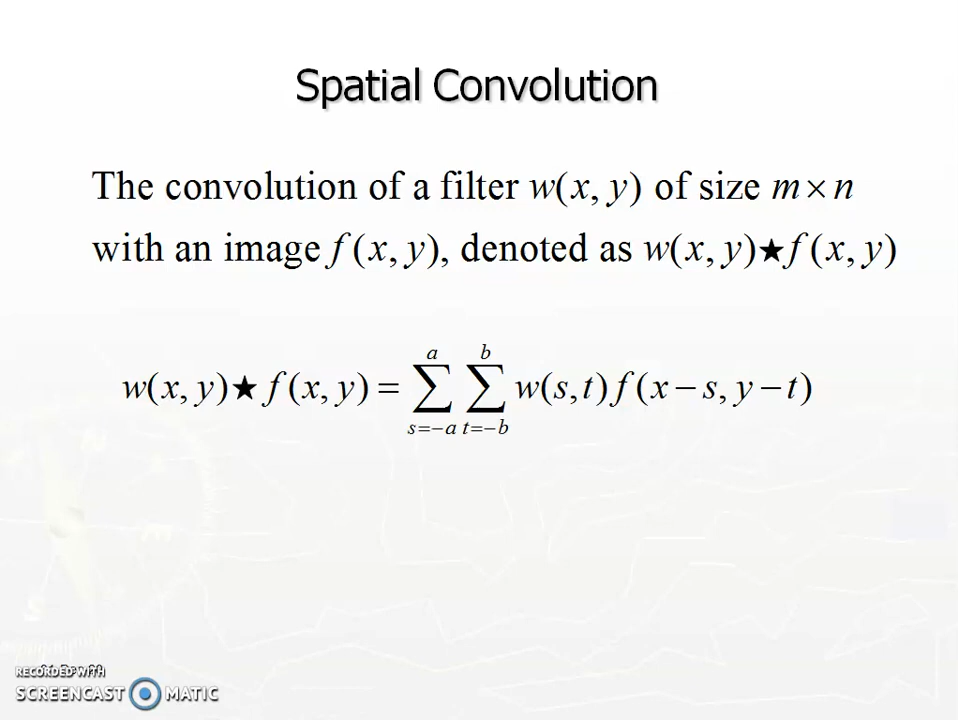 Spatial Convolution
The convolution of a filter w(x, y) of size m × n
with an image f (x, y), denoted as w(x, y)★f (x, y)
w(x, y)★ f (x, y) = ∑_{s=−a}^{a} ∑_{t=−b}^{b} w(s, t) f (x − s, y − t)
RECORDED WITH
SCREENCAST MATIC